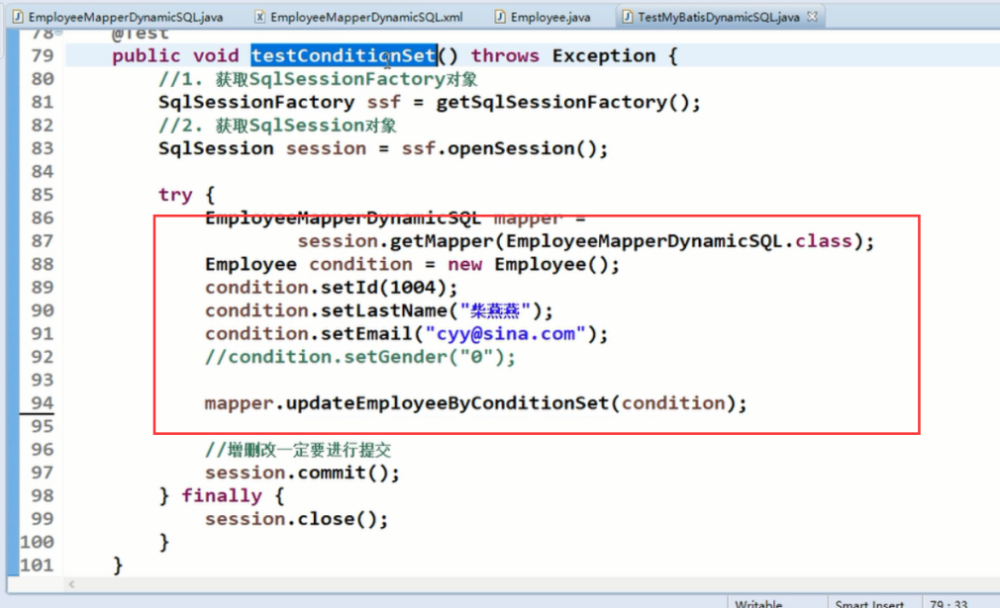 EmployeeMapperDynamicSQL.java EmployeeMapperDynamicSQL.xml Employee.java TestMyBatisDynamicSQL.java
78 @Test
79 public void testConditionSet() throws Exception {
80 //1. 获取SqlSessionFactory对象
81 SqlSessionFactory ssf = getSqlSessionFactory();
82 //2. 获取SqlSession对象
83 SqlSession session = ssf.openSession();
84
85 try {
86 EmployeeMapperDynamicSQL mapper =
87 session.getMapper(EmployeeMapperDynamicSQL.class);
88 Employee condition = new Employee();
89 condition.setId(1004);
90 condition.setLastName("柴燕燕");
91 condition.setEmail("cyy@sina.com");
92 //condition.setGender("0");
93
94 mapper.updateEmployeeByConditionSet(condition);
95
96 //增删改一定要进行提交
97 session.commit();
98 } finally {
99 session.close();
100 }
101 }
Writable Smart Insert 79 : 33